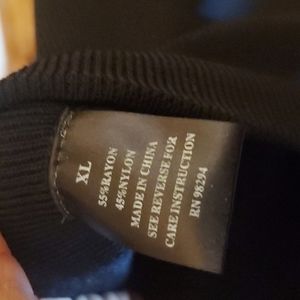 XL
55%RAYON
45%NYLON
MADE IN CHINA
SEE REVERSE FOR
CARE INSTRUCTION
RN 98294